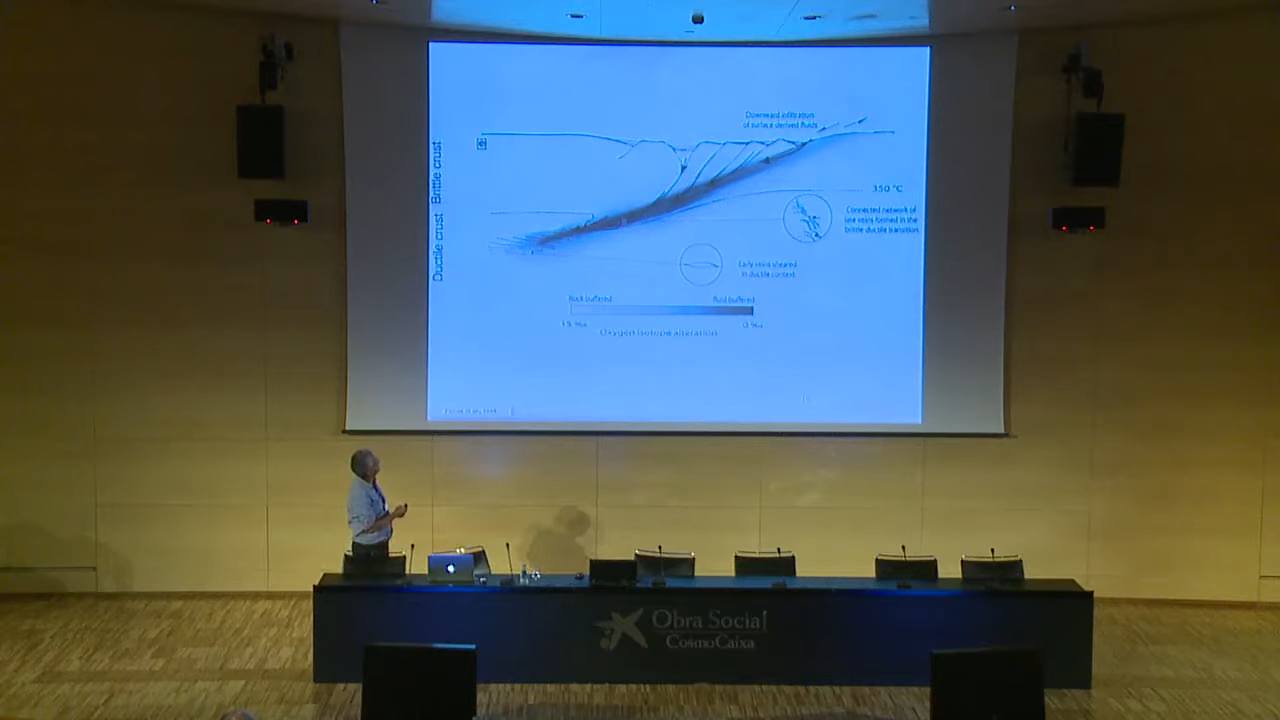 Downward infiltration
of surface derived fluids
Brittle crust
Ductile crust
350 °C
Connected network of
late veins formed in the
brittle ductile transition
Early veins sheared
in ductile context
Rock buffered
fluid buffered
15 ‰
0 ‰
Oxygen isotope alteration
Obra Social
CosmoCaixa